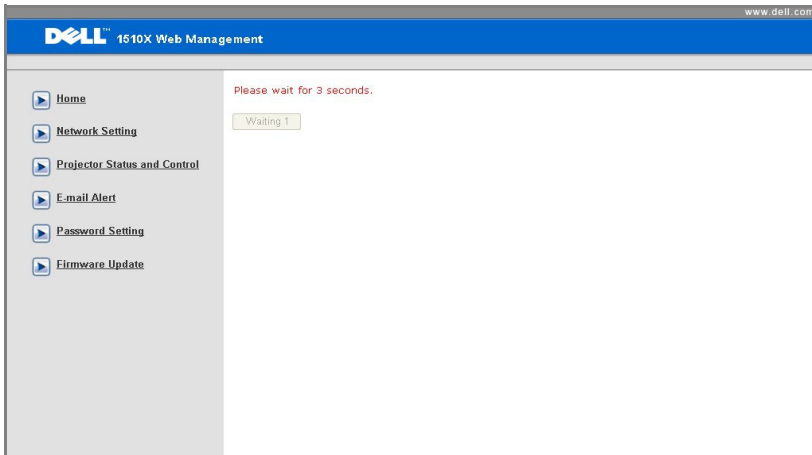 www.dell.com
DELL™ 1510X Web Management
Home
Network Setting
Projector Status and Control
E-mail Alert
Password Setting
Firmware Update
Please wait for 3 seconds.
Waiting 1